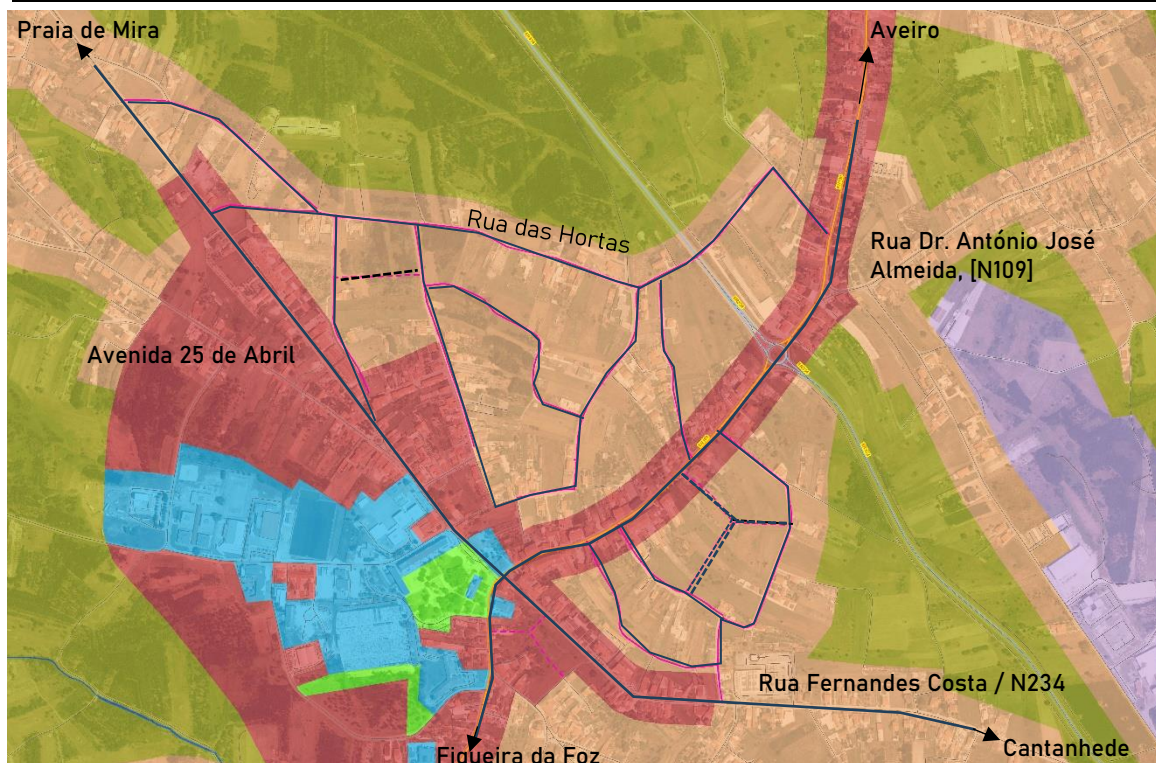 Praia de Mira
Aveiro
Rua das Hortas
Rua Dr. António José
Almeida, [N109]
Avenida 25 de Abril
Rua Fernandes Costa / N234
Figueira da Foz
Cantanhede